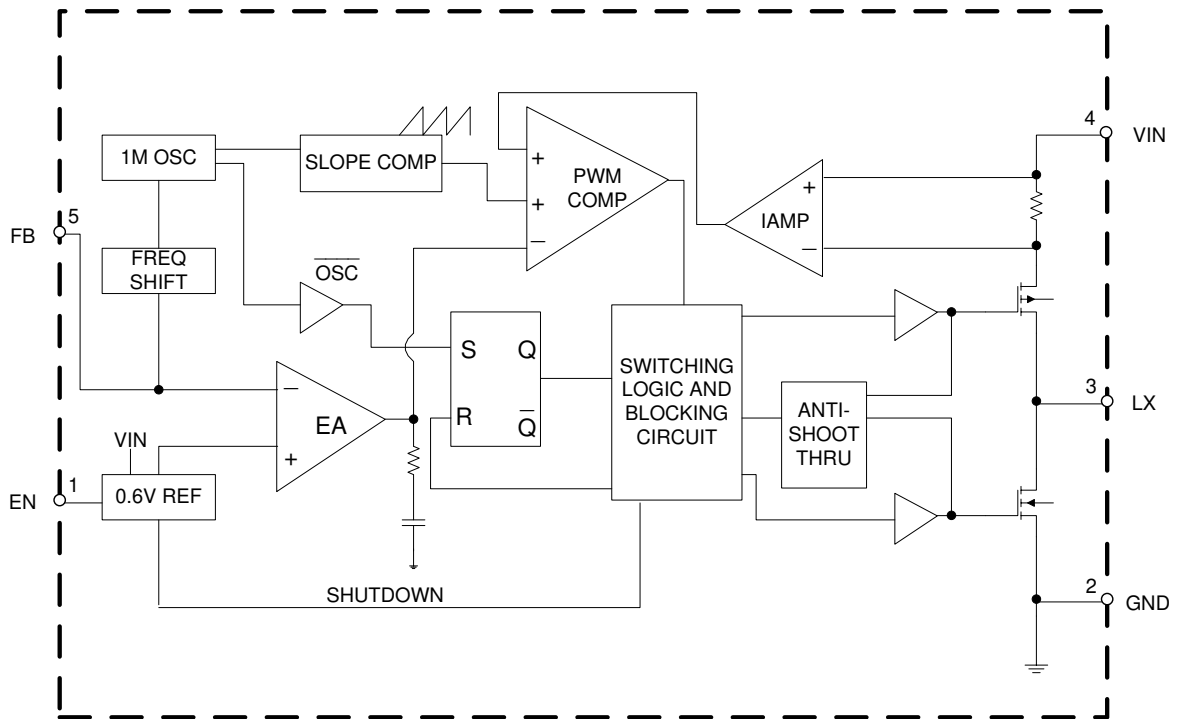 4
VIN
1M OSC
SLOPE COMP
+
+
−
PWM
COMP
+
−
IAMP
5
FB
FREQ
SHIFT
OSC
S
Q
R
Q
SWITCHING
LOGIC AND
BLOCKING
CIRCUIT
3
LX
ANTI-
SHOOT
THRU
−
EA
+
VIN
1
EN
0.6V REF
SHUTDOWN
2
GND